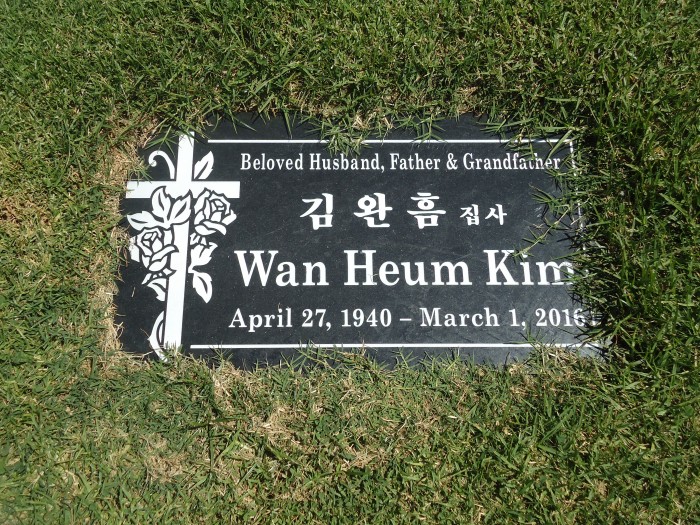 Beloved Husband, Father & Grandfather
김 완 흠 집사
Wan Heum Kim
April 27, 1940 – March 1, 2016